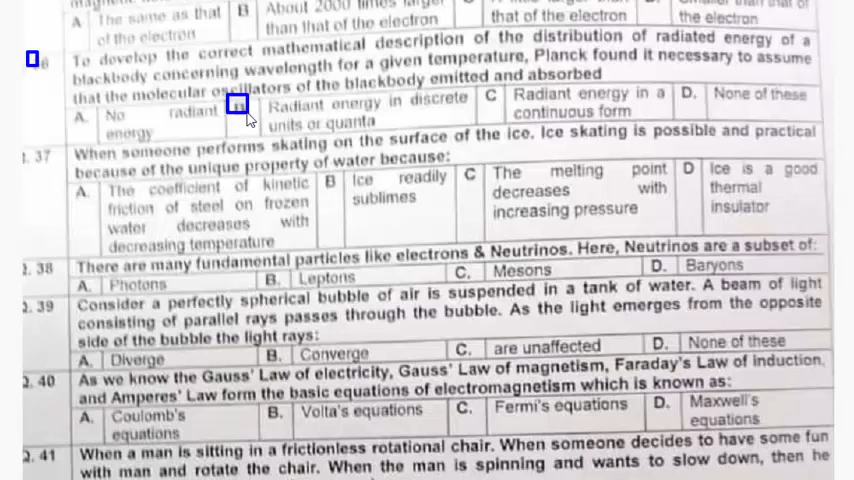 A The same as that of the electron B About 2000 times larger than that of the electron C that of the electron D. Smaller than that of the electron
To develop the correct mathematical description of the distribution of radiated energy of a
blackbody concerning wavelength for a given temperature, Planck found it necessary to assume
that the molecular oscillators of the blackbody emitted and absorbed
A. No radiant energy B Radiant energy in discrete units or quanta C Radiant energy in a continuous form D. None of these
. 37 When someone performs skating on the surface of the ice. Ice skating is possible and practical
because of the unique property of water because:
A. The coefficient of kinetic friction of steel on frozen water decreases with decreasing temperature B Ice readily sublimes C The melting point decreases with increasing pressure D Ice is a good thermal insulator
. 38 There are many fundamental particles like electrons & Neutrinos. Here, Neutrinos are a subset of:
A. Photons B. Leptons C. Mesons D. Baryons
. 39 Consider a perfectly spherical bubble of air is suspended in a tank of water. A beam of light
consisting of parallel rays passes through the bubble. As the light emerges from the opposite
side of the bubble the light rays:
A. Diverge B. Converge C. are unaffected D. None of these
. 40 As we know the Gauss' Law of electricity, Gauss' Law of magnetism, Faraday's Law of induction,
and Amperes' Law form the basic equations of electromagnetism which is known as:
A. Coulomb's equations B. Volta's equations C. Fermi's equations D. Maxwell's equations
. 41 When a man is sitting in a frictionless rotational chair. When someone decides to have some fun
with man and rotate the chair. When the man is spinning and wants to slow down, then he